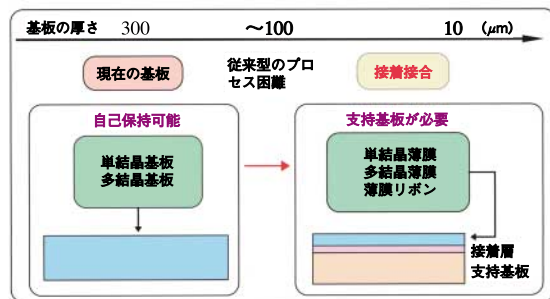 基板の厚さ 300 ～100 10 (μm)
現在の基板
従来型のプロ
セス困難
接着接合
自己保持可能
単結晶基板
多結晶基板
支持基板が必要
単結晶薄膜
多結晶薄膜
薄膜リボン
接着層
支持基板